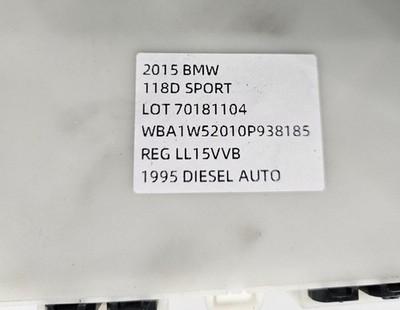 2015 BMW
118D SPORT
LOT 70181104
WBA1W52010P938185
REG LL15VVB
1995 DIESEL AUTO